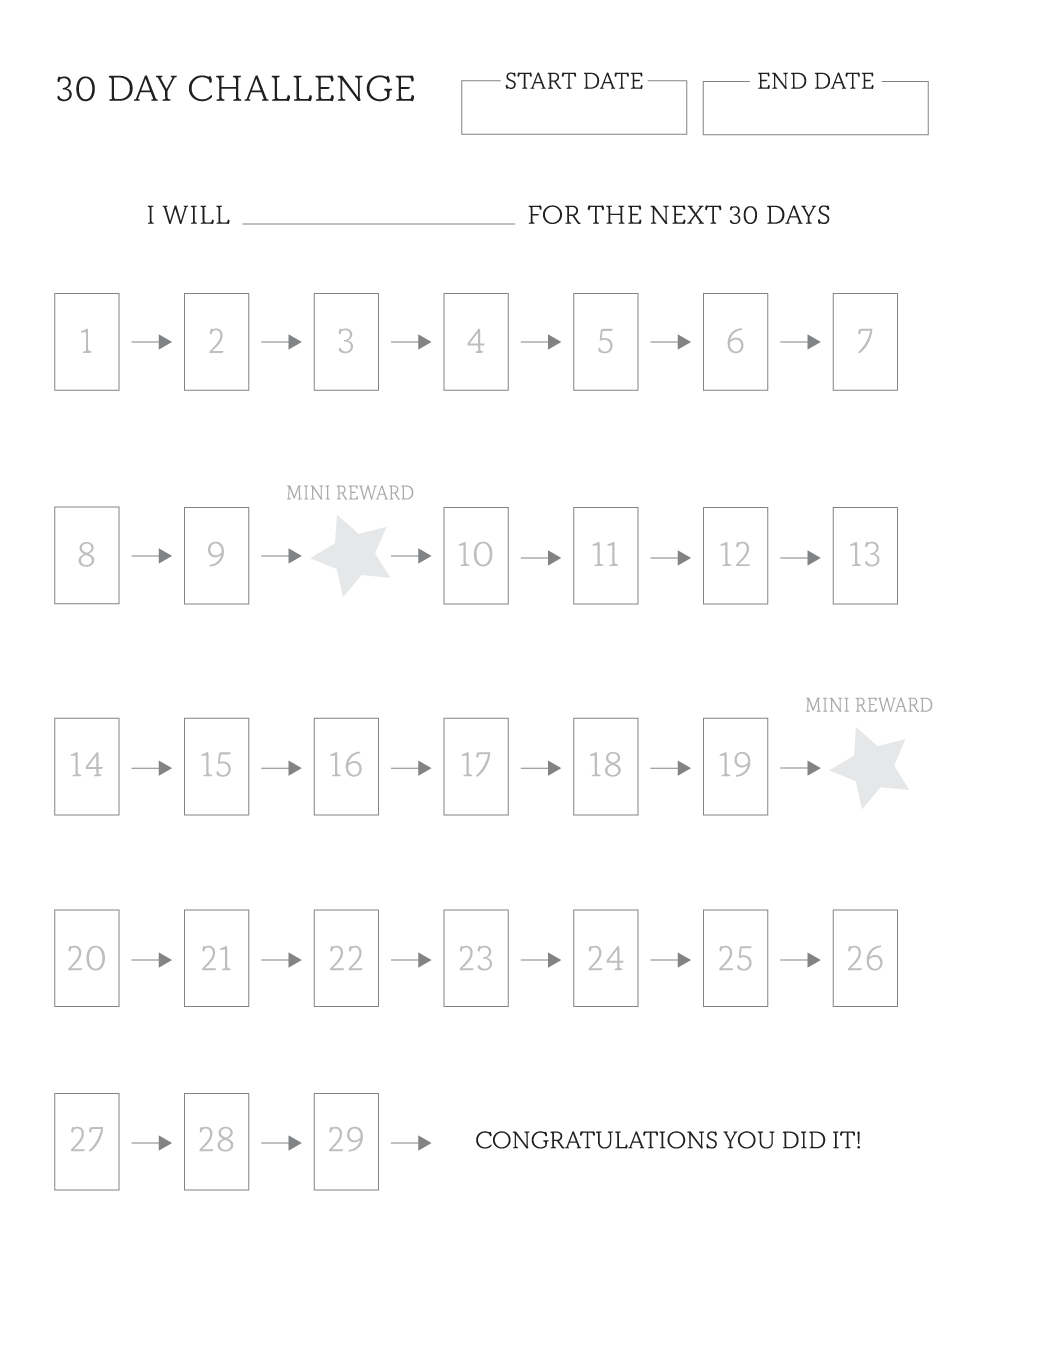 30 DAY CHALLENGE START DATE END DATE
I WILL FOR THE NEXT 30 DAYS
1 2 3 4 5 6 7
MINI REWARD
8 9 10 11 12 13
MINI REWARD
14 15 16 17 18 19
20 21 22 23 24 25 26
27 28 29 CONGRATULATIONS YOU DID IT!